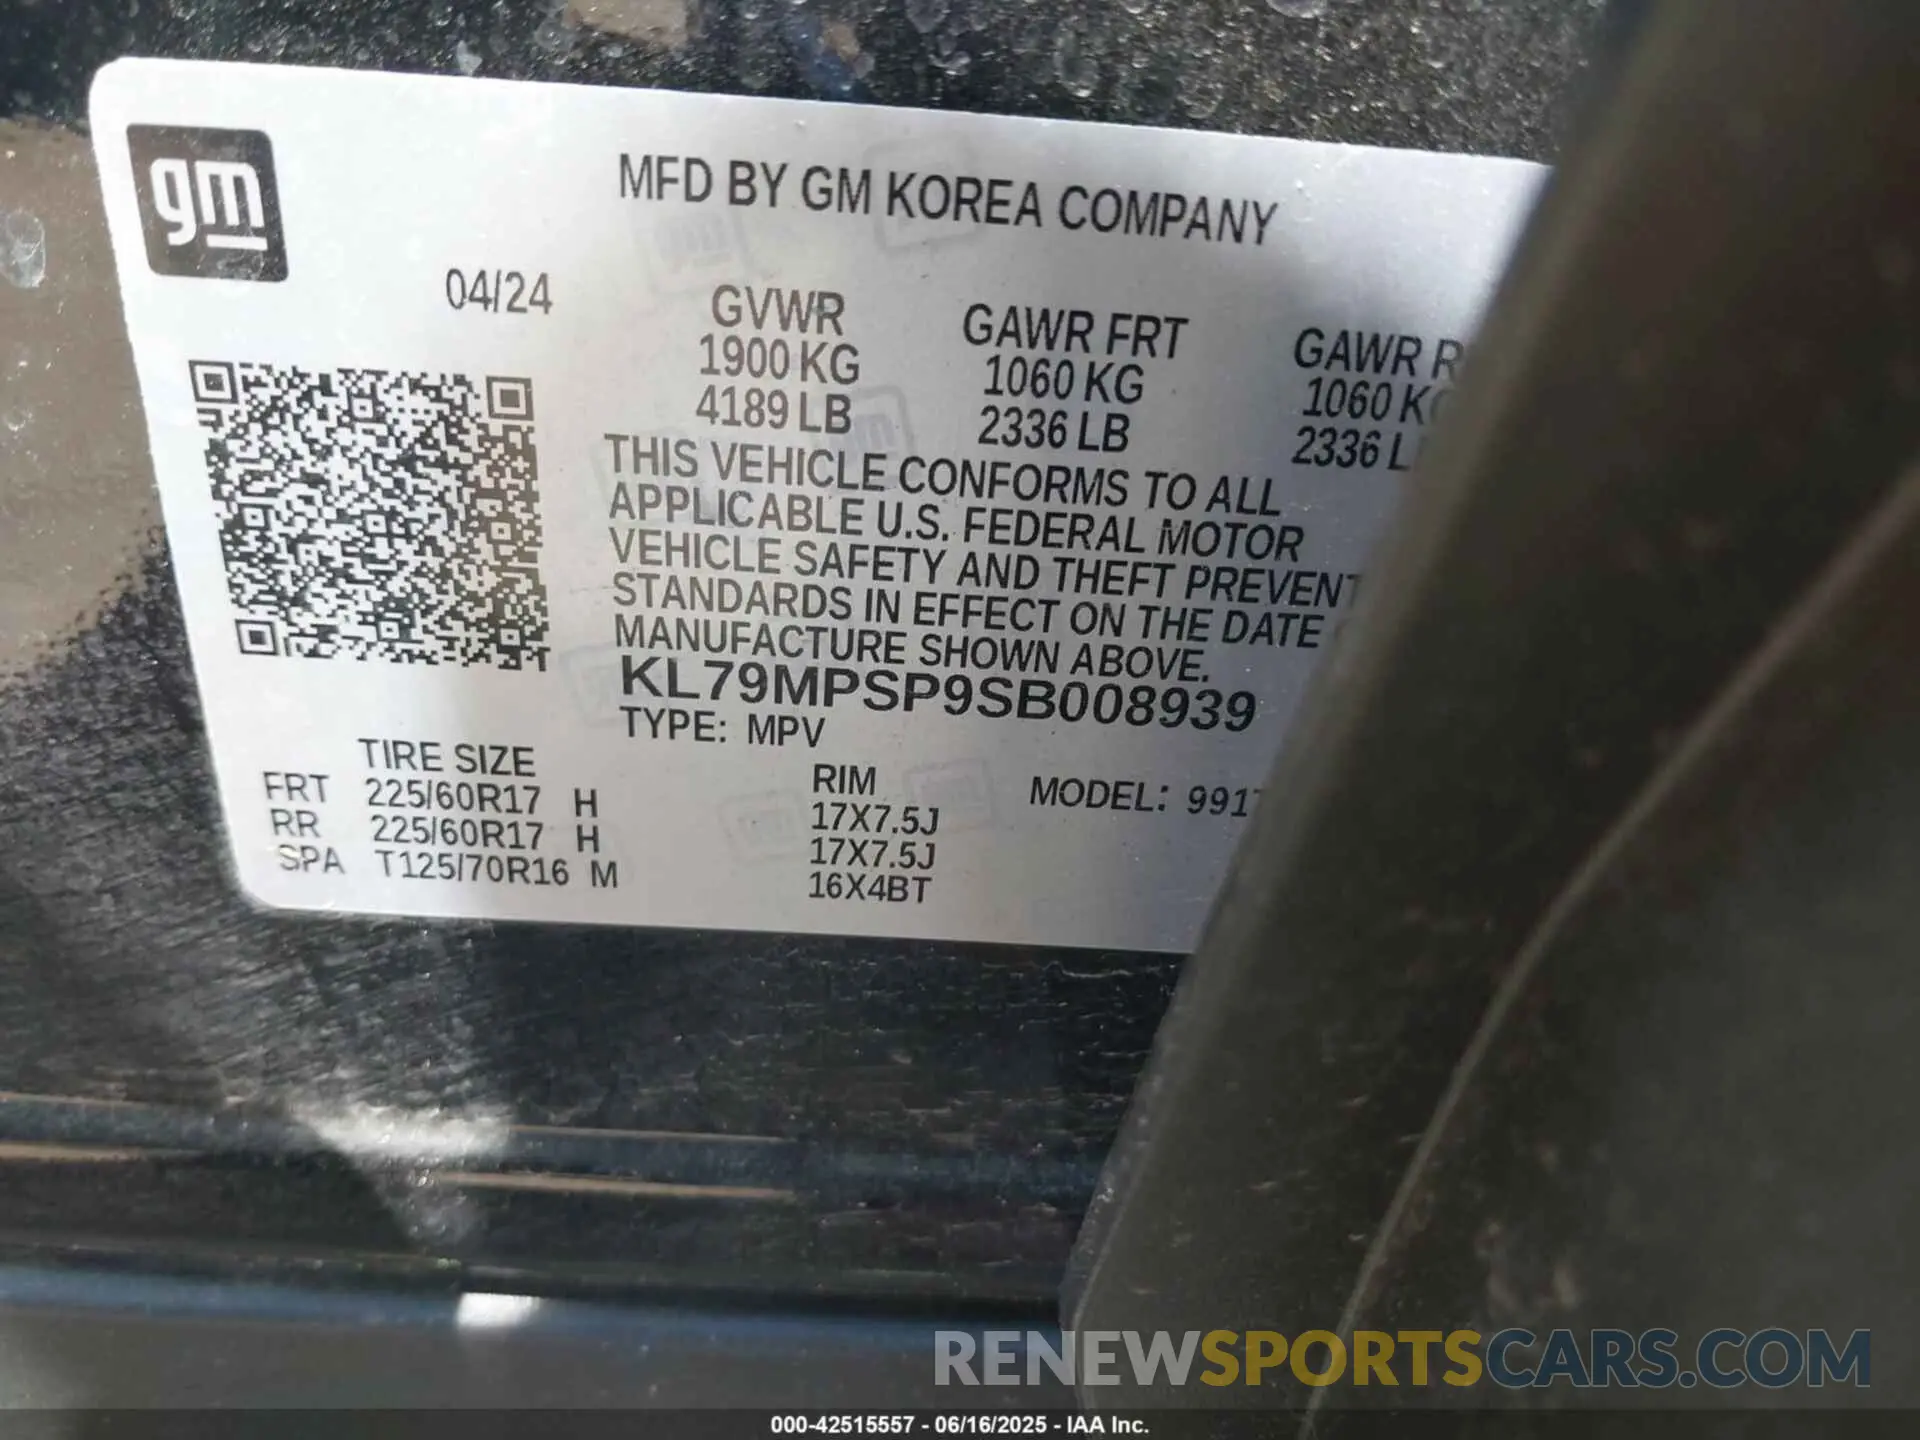 gm
MFD BY GM KOREA COMPANY
04/24
GVWR
1900 KG
4189 LB
GAWR FRT
1060 KG
2336 LB
GAWR R
1060 K
2336 L
THIS VEHICLE CONFORMS TO ALL
APPLICABLE U.S. FEDERAL MOTOR
VEHICLE SAFETY AND THEFT PREVENT
STANDARDS IN EFFECT ON THE DATE
MANUFACTURE SHOWN ABOVE.
KL79MPSP9SB008939
TYPE: MPV
TIRE SIZE
RIM
MODEL: 991
FRT 225/60R17 H 17X7.5J
RR 225/60R17 H 17X7.5J
SPA T125/70R16 M 16X4BT
RENEWSPORTSCARS.COM
000-42515557 - 06/16/2025 - IAA Inc.